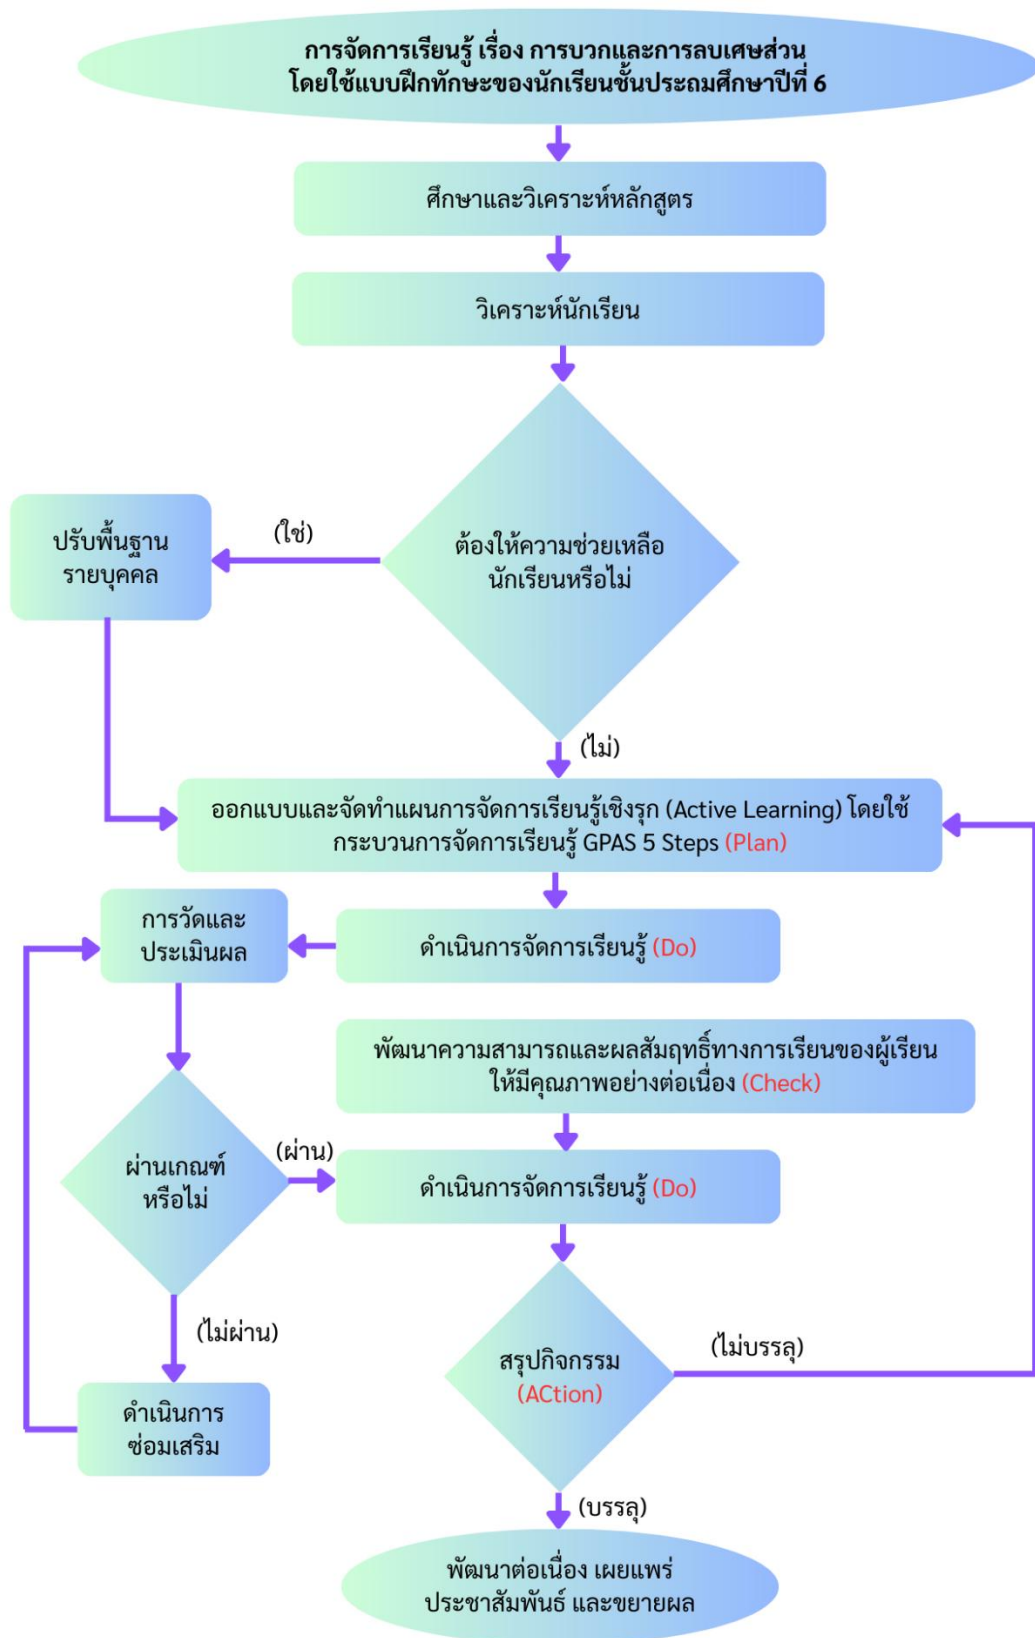 การจัดการเรียนรู้ เรื่อง การบวกและการลบเศษส่วน
โดยใช้แบบฝึกทักษะของนักเรียนชั้นประถมศึกษาปีที่ 6
ศึกษาและวิเคราะห์หลักสูตร
วิเคราะห์นักเรียน
ต้องให้ความช่วยเหลือ
นักเรียนหรือไม่
(ใช่)
ปรับพื้นฐาน
รายบุคคล
(ไม่)
ออกแบบและจัดทำแผนการจัดการเรียนรู้เชิงรุก (Active Learning) โดยใช้
กระบวนการจัดการเรียนรู้ GPAS 5 Steps (Plan)
ดำเนินการจัดการเรียนรู้ (Do)
การวัดและ
ประเมินผล
พัฒนาความสามารถและผลสัมฤทธิ์ทางการเรียนของผู้เรียน
ให้มีคุณภาพอย่างต่อเนื่อง (Check)
ผ่านเกณฑ์
หรือไม่
(ผ่าน)
ดำเนินการจัดการเรียนรู้ (Do)
(ไม่ผ่าน)
ดำเนินการ
ซ่อมเสริม
สรุปกิจกรรม
(ACtion)
(ไม่บรรลุ)
(บรรลุ)
พัฒนาต่อเนื่อง เผยแพร่
ประชาสัมพันธ์ และขยายผล